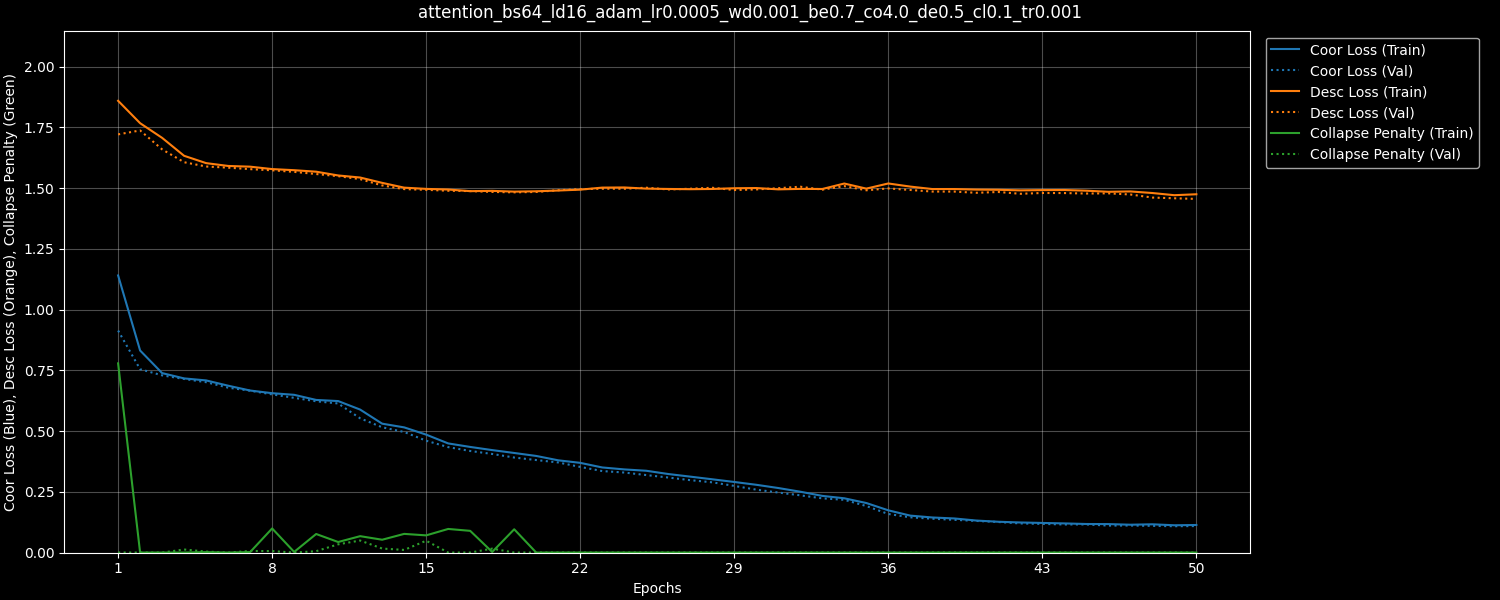 attention_bs64_ld16_adam_lr0.0005_wd0.001_be0.7_co4.0_de0.5_cl0.1_tr0.001
Coor Loss (Blue), Desc Loss (Orange), Collapse Penalty (Green)
2.00
1.75
1.50
1.25
1.00
0.75
0.50
0.25
0.00
1 8 15 22 29 36 43 50
Epochs
Coor Loss (Train)
Coor Loss (Val)
Desc Loss (Train)
Desc Loss (Val)
Collapse Penalty (Train)
Collapse Penalty (Val)